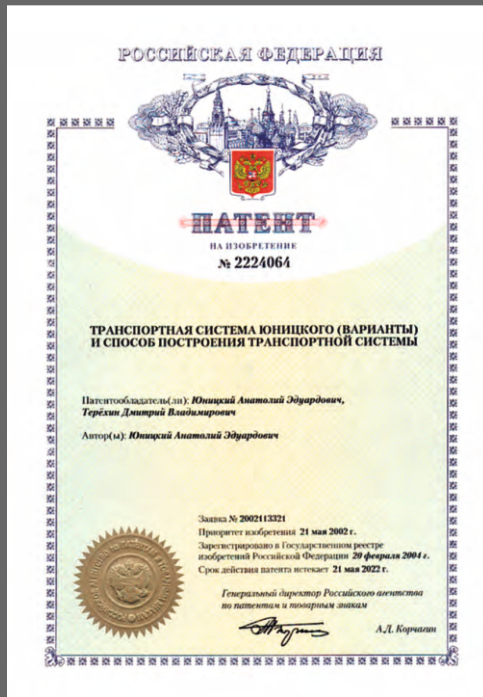 РОССИЙСКАЯ ФЕДЕРАЦИЯ
ПАТЕНТ
НА ИЗОБРЕТЕНИЕ
№ 2224064
ТРАНСПОРТНАЯ СИСТЕМА ЮНИЦКОГО (ВАРИАНТЫ)
И СПОСОБ ПОСТРОЕНИЯ ТРАНСПОРТНОЙ СИСТЕМЫ
Патентообладатель(ли): Юницкий Анатолий Эдуардович,
Терёхин Дмитрий Владимирович
Автор(ы): Юницкий Анатолий Эдуардович
Заявка № 2002113321
Приоритет изобретения 21 мая 2002 г.
Зарегистрировано в Государственном реестре
изобретений Российской Федерации 20 февраля 2004 г.
Срок действия патента истекает 21 мая 2022 г.
Генеральный директор Российского агентства
по патентам и товарным знакам
А.Д. Корчагин